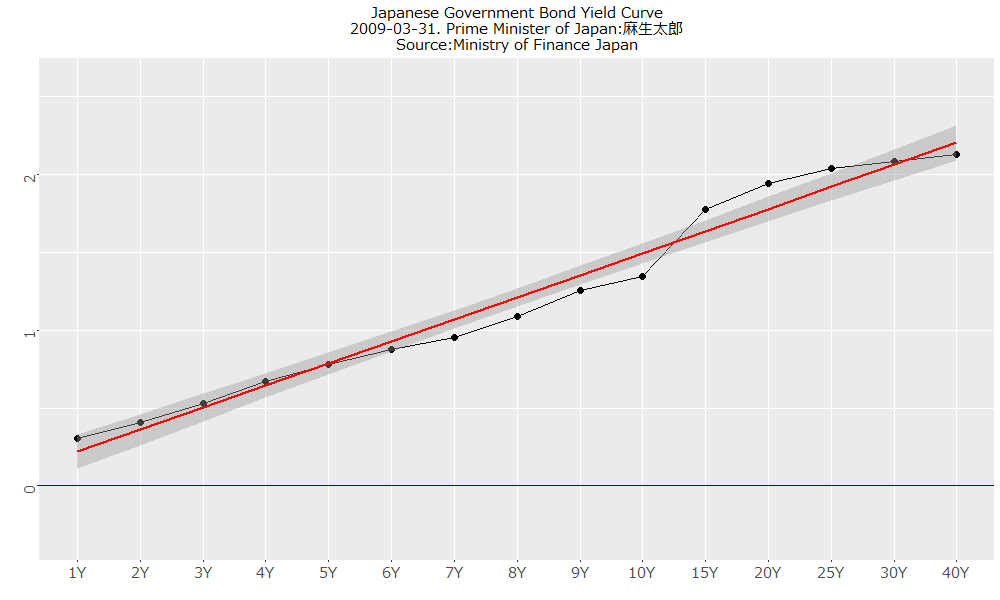 Japanese Government Bond Yield Curve
2009-03-31. Prime Minister of Japan:麻生太郎
Source:Ministry of Finance Japan
2
1
0
1Y 2Y 3Y 4Y 5Y 6Y 7Y 8Y 9Y 10Y 15Y 20Y 25Y 30Y 40Y